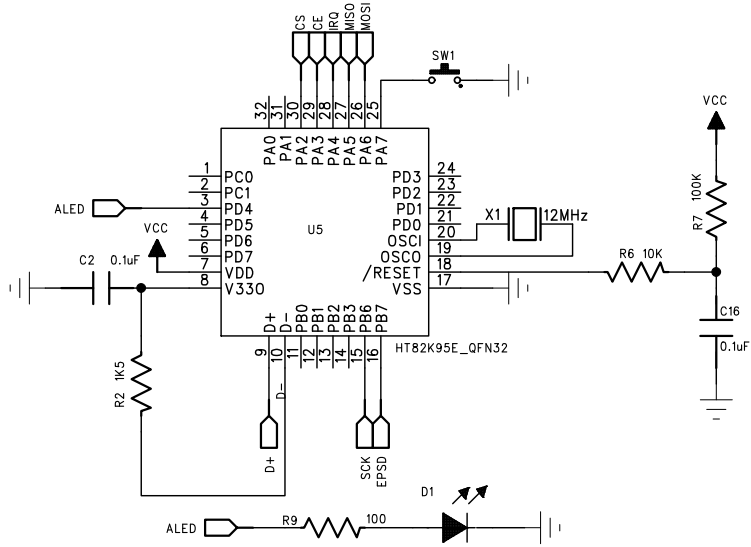 CS
CE
IRQ
MISO
MOSI
SW1
32
31
30
29
28
27
26
25
PA0
PA1
PA2
PA3
PA4
PA5
PA6
PA7
VCC
R7 100K
1 PC0
2 PC1
3 PD4
4 PD5
5 PD6
6 PD7
7 VDD
8 V33O
PD3 24
PD2 23
PD1 22
PD0 21
OSCI 20
OSCO 19
/RESET 18
VSS 17
ALED
VCC
U5
X1
12MHz
C2 0.1uF
R6 10K
C16
0.1uF
D+
D-
PB0
PB1
PB2
PB3
PB6
PB7
9
10
11
12
13
14
15
16
HT82K95E_QFN32
R2 1K5
D-
D+
SCK
EPSD
D1
ALED
R9 100